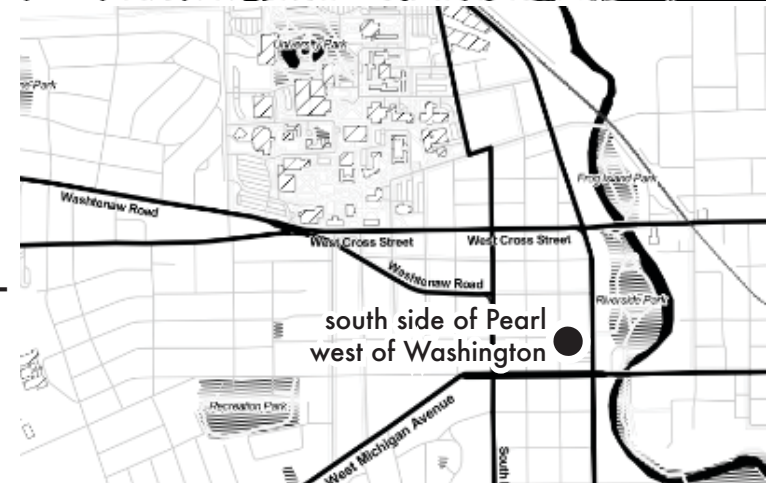 University Park
Park
Frog Island Park
Washtenaw Road
West Cross Street
West Cross Street
Washtenaw Road
Riverside Park
south side of Pearl
west of Washington
Recreation Park
West Michigan Avenue
South